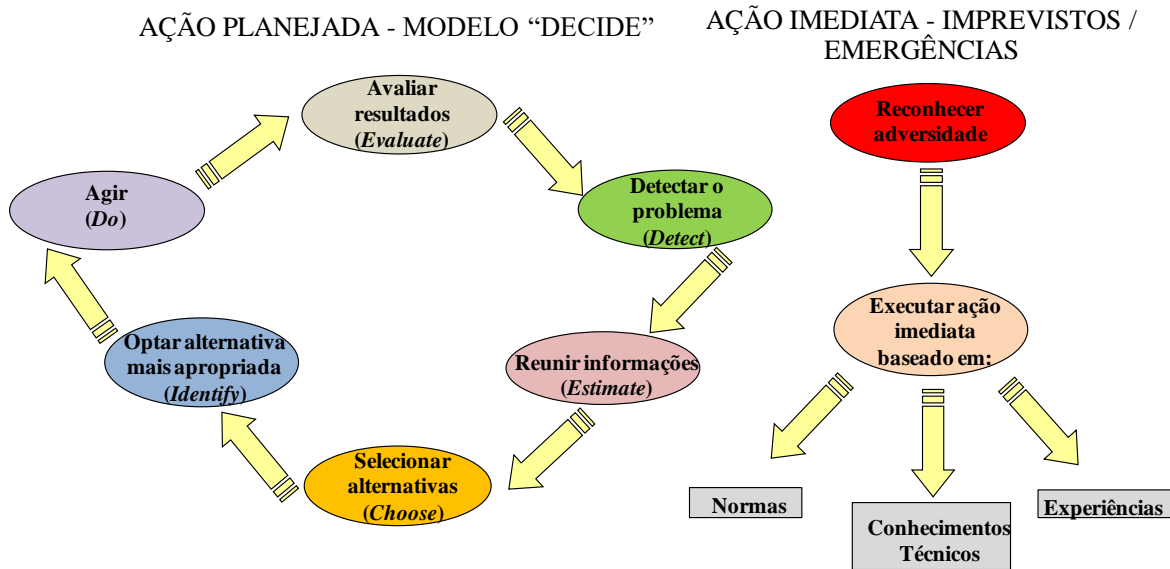 AÇÃO PLANEJADA - MODELO “DECIDE”
Avaliar
resultados
(Evaluate)
Detectar o
problema
(Detect)
Reunir informações
(Estimate)
Selecionar
alternativas
(Choose)
Optar alternativa
mais apropriada
(Identify)
Agir
(Do)
AÇÃO IMEDIATA - IMPREVISTOS /
EMERGÊNCIAS
Reconhecer
adversidade
Executar ação
imediata
baseado em:
Normas
Conhecimentos
Técnicos
Experiências